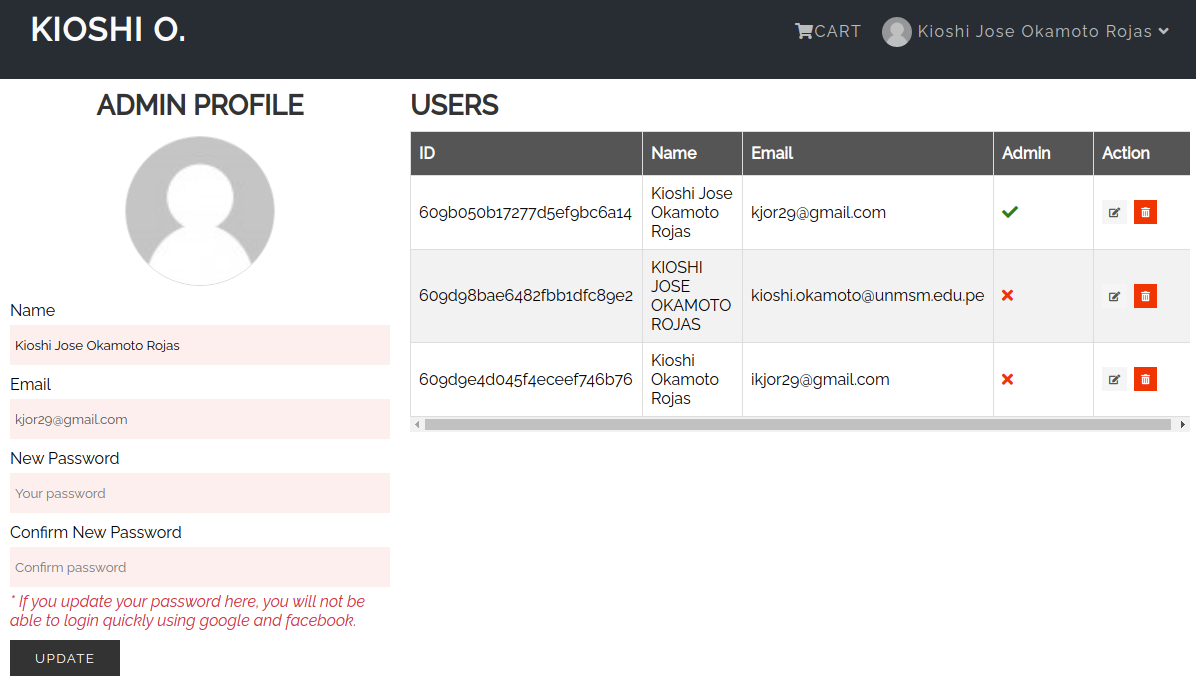 KIOSHI O.
CART
Kioshi Jose Okamoto Rojas
ADMIN PROFILE
Name
Kioshi Jose Okamoto Rojas
Email
kjor29@gmail.com
New Password
Your password
Confirm New Password
Confirm password
* If you update your password here, you will not be
able to login quickly using google and facebook.
UPDATE
USERS
ID Name Email Admin Action
609b050b17277d5ef9bc6a14
Kioshi Jose
Okamoto
Rojas
kjor29@gmail.com
609d98bae6482fbb1dfc89e2
KIOSHI
JOSE
OKAMOTO
ROJAS
kioshi.okamoto@unmsm.edu.pe
609d9e4d045f4eceef746b76
Kioshi
Okamoto
Rojas
ikjor29@gmail.com